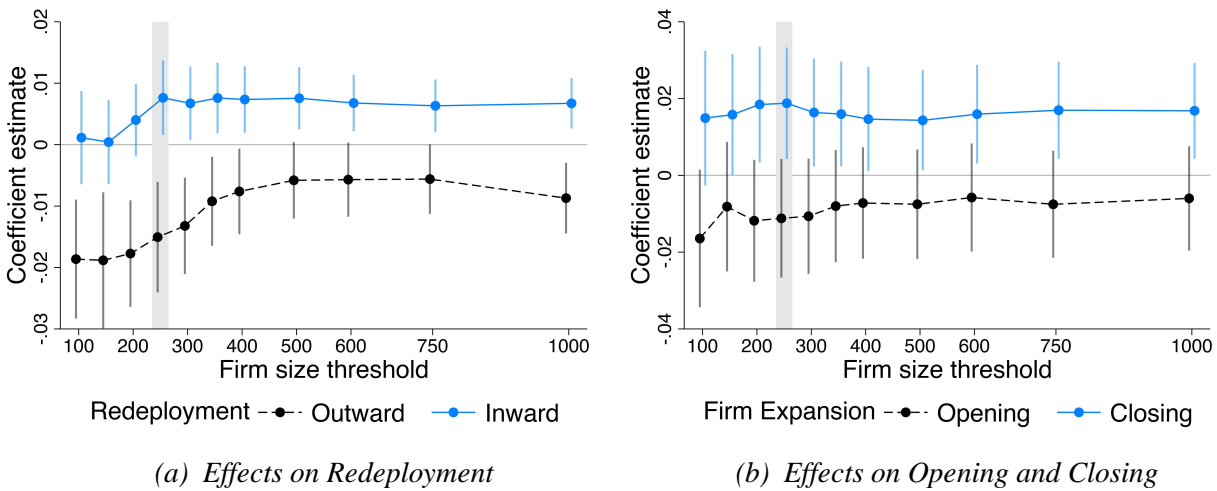 .02
.01
0
-.01
-.02
-.03
Coefficient estimate
100 200 300 400 500 600 750 1000
Firm size threshold
Redeployment Outward Inward
(a) Effects on Redeployment
.04
.02
0
-.02
-.04
Coefficient estimate
100 200 300 400 500 600 750 1000
Firm size threshold
Firm Expansion Opening Closing
(b) Effects on Opening and Closing